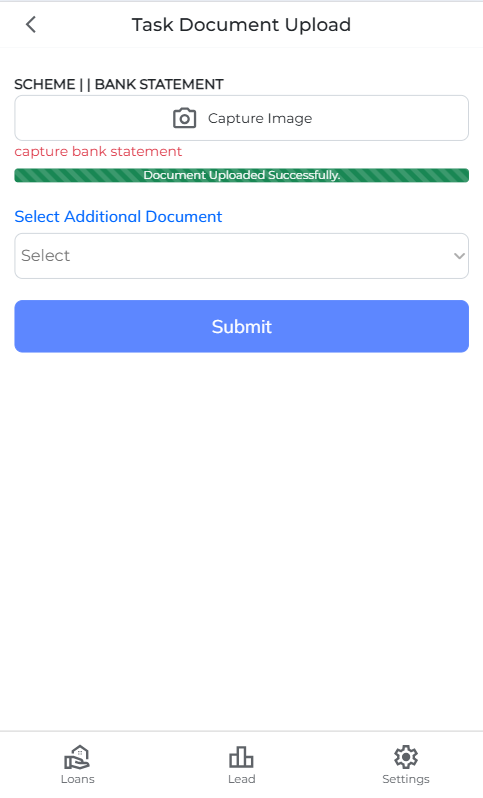 Task Document Upload
SCHEME | | BANK STATEMENT
Capture Image
capture bank statement
Document Uploaded Successfully.
Select Additional Document
Select
Submit
Loans
Lead
Settings